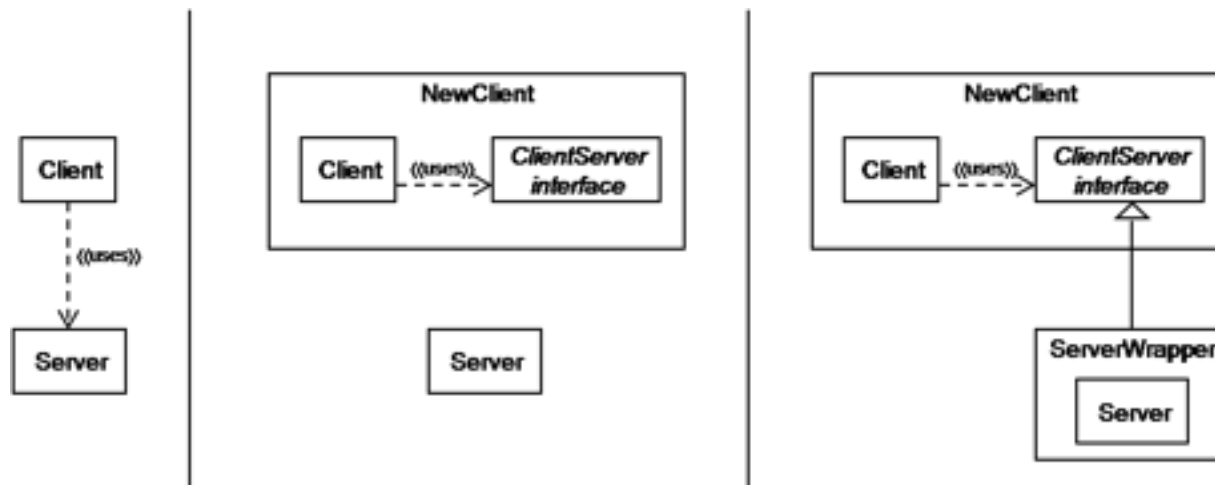 Client
((uses))
Server
NewClient
Client
((uses))
ClientServer
interface
Server
NewClient
Client
((uses))
ClientServer
interface
ServerWrapper
Server